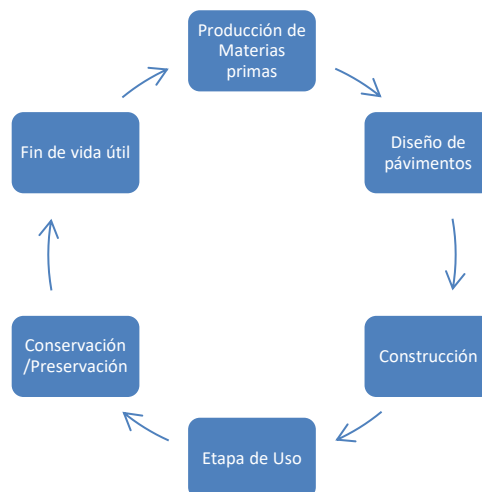 Producción de
Materias
primas
Diseño de
pávimentos
Construcción
Etapa de Uso
Conservación
/Preservación
Fin de vida útil